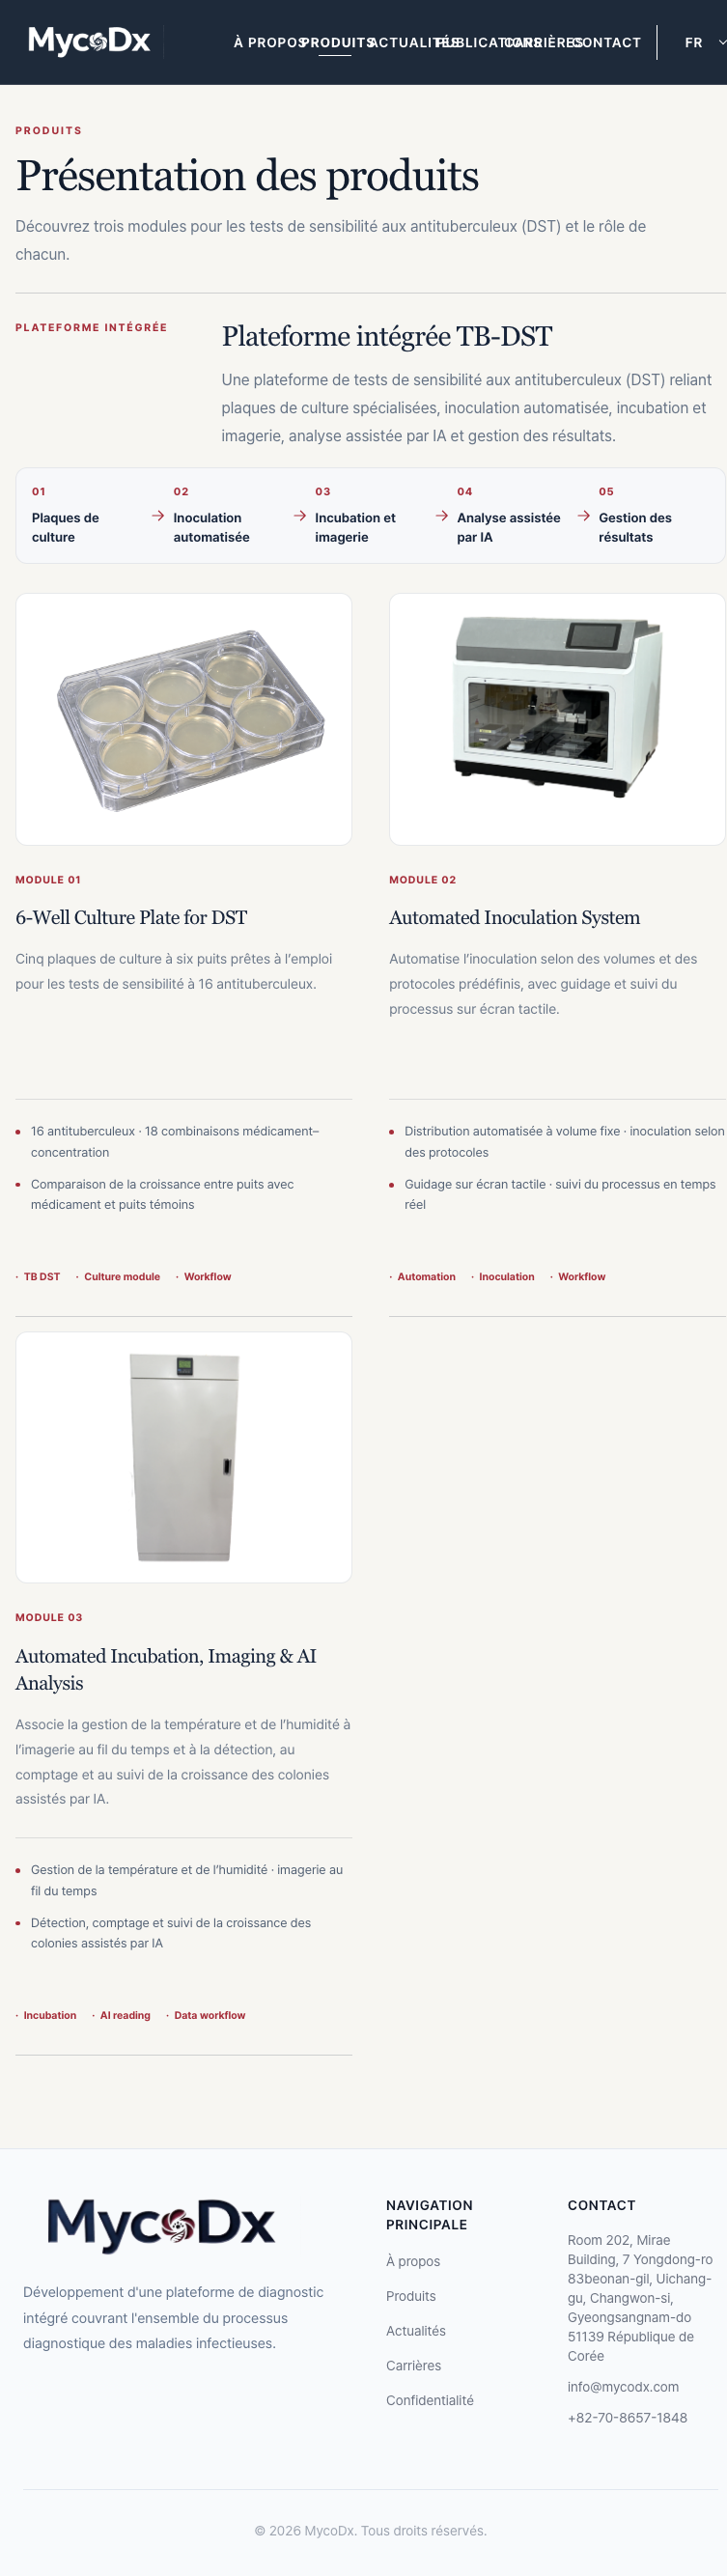 MycoDx
À PROPOS PRODUITS ACTUALITÉS PUBLICATIONS CARRIÈRES CONTACT FR
PRODUITS
Présentation des produits
Découvrez trois modules pour les tests de sensibilité aux antituberculeux (DST) et le rôle de
chacun.
PLATEFORME INTÉGRÉE
Plateforme intégrée TB-DST
Une plateforme de tests de sensibilité aux antituberculeux (DST) reliant
plaques de culture spécialisées, inoculation automatisée, incubation et
imagerie, analyse assistée par IA et gestion des résultats.
01
Plaques de
culture
→
02
Inoculation
automatisée
→
03
Incubation et
imagerie
→
04
Analyse assistée
par IA
→
05
Gestion des
résultats
MODULE 01
6-Well Culture Plate for DST
Cinq plaques de culture à six puits prêtes à l’emploi
pour les tests de sensibilité à 16 antituberculeux.
• 16 antituberculeux · 18 combinaisons médicament–
concentration
• Comparaison de la croissance entre puits avec
médicament et puits témoins
· TB DST · Culture module · Workflow
MODULE 02
Automated Inoculation System
Automatise l’inoculation selon des volumes et des
protocoles prédéfinis, avec guidage et suivi du
processus sur écran tactile.
• Distribution automatisée à volume fixe · inoculation selon
des protocoles
• Guidage sur écran tactile · suivi du processus en temps
réel
· Automation · Inoculation · Workflow
MODULE 03
Automated Incubation, Imaging & AI
Analysis
Associe la gestion de la température et de l’humidité à
l’imagerie au fil du temps et à la détection, au
comptage et au suivi de la croissance des colonies
assistés par IA.
• Gestion de la température et de l’humidité · imagerie au
fil du temps
• Détection, comptage et suivi de la croissance des
colonies assistés par IA
· Incubation · AI reading · Data workflow
MycoDx
Développement d'une plateforme de diagnostic
intégré couvrant l'ensemble du processus
diagnostique des maladies infectieuses.
NAVIGATION
PRINCIPALE
À propos
Produits
Actualités
Carrières
Confidentialité
CONTACT
Room 202, Mirae
Building, 7 Yongdong-ro
83beonan-gil, Uichang-
gu, Changwon-si,
Gyeongsangnam-do
51139 République de
Corée
info@mycodx.com
+82-70-8657-1848
© 2026 MycoDx. Tous droits réservés.